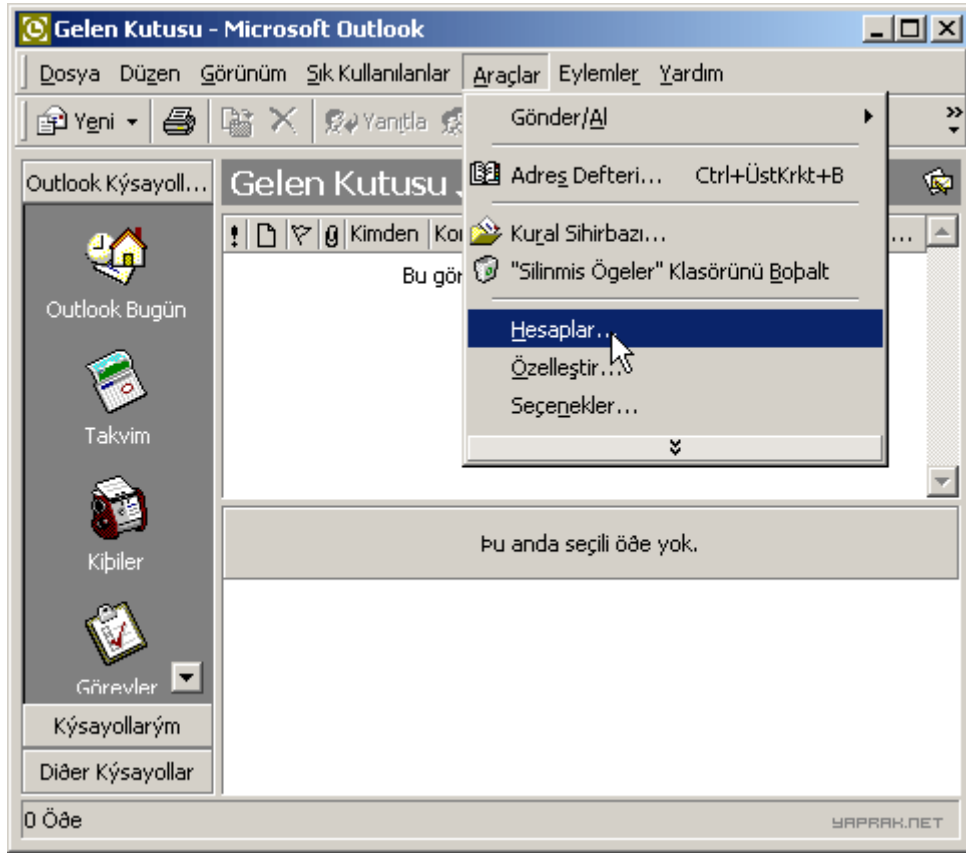 Gelen Kutusu - Microsoft Outlook
Dosya Düzen Görünüm Sık Kullanılanlar Araçlar Eylemler Yardım
Yeni Yanıtla
Gönder/Al
Adres Defteri... Ctrl+ÜstKrkt+B
Kural Sihirbazı...
"Silinmis Ögeler" Klasörünü Boþalt
Hesaplar...
Özelleştir...
Seçenekler...
Outlook Kýsayoll...
Outlook Bugün
Takvim
Kiþiler
Görevler
Kýsayollarým
Diðer Kýsayollar
Gelen Kutusu
! Kimden ...
Bu
Þu anda seçili öðe yok.
0 Öðe
YAPRAK.NET